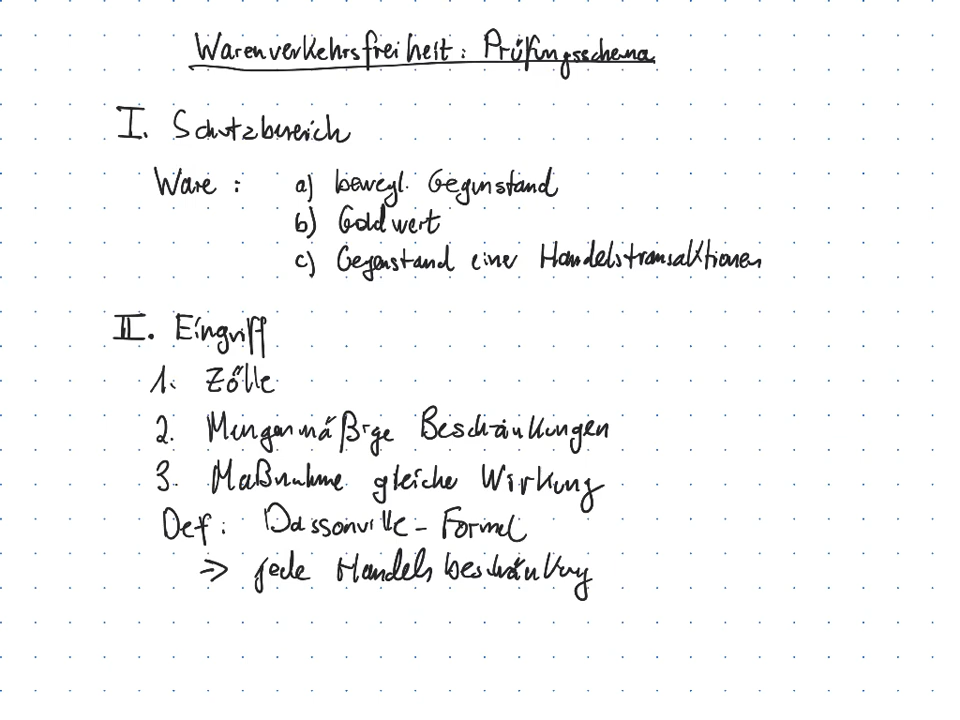 Warenverkehrsfreiheit: Prüfungsschema
I. Schutzbereich
Ware: a) bewegl. Gegenstand
b) Geldwert
c) Gegenstand einer Handelstransaktionen
II. Eingriff
1. Zölle
2. Mengenmäßige Beschränkungen
3. Maßnahme gleiche Wirkung
Def: Dassonville-Formel
=> jede Handelsbeschränkung